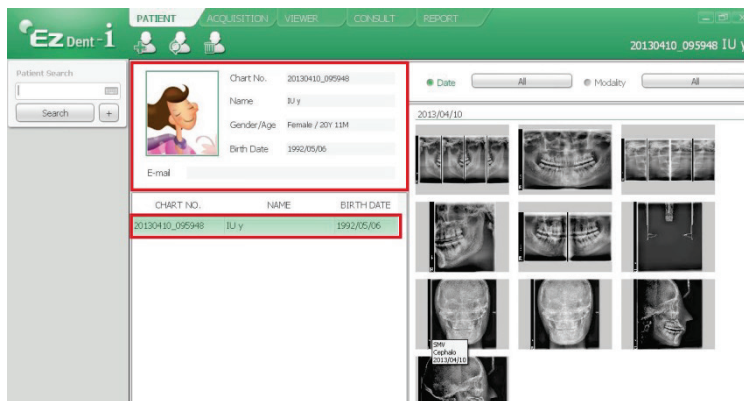 Ez Dent-i
PATIENT ACQUISITION VIEWER CONSULT REPORT
20130410_095948 IU y
Patient Search
Search +
Chart No. 20130410_095948
Name IU y
Gender/Age Female / 20Y 11M
Birth Date 1992/05/06
E-mail
CHART NO. NAME BIRTH DATE
20130410_095948 IU y 1992/05/06
Date All Modality All
2013/04/10
SMV
Cephalo
2013/04/10